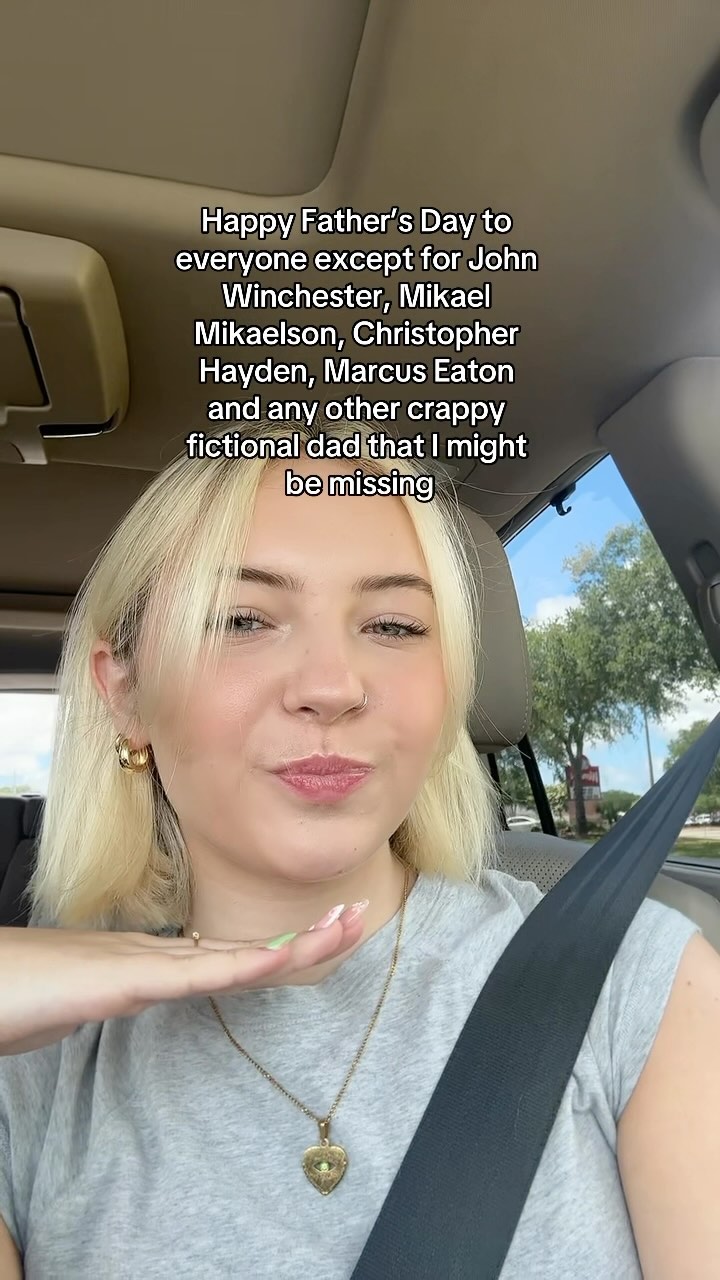 Happy Father’s Day to
everyone except for John
Winchester, Mikael
Mikaelson, Christopher
Hayden, Marcus Eaton
and any other crappy
fictional dad that I might
be missing